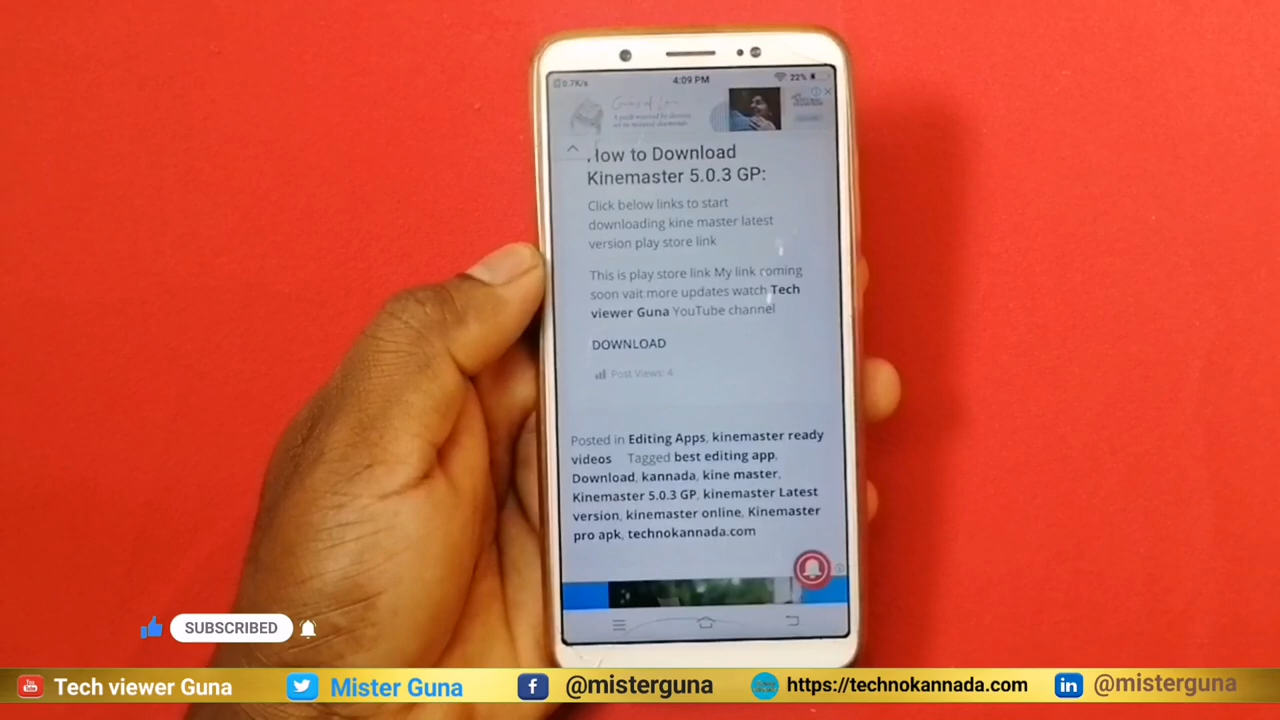 0.7K/s
4:09 PM
22%
How to Download
Kinemaster 5.0.3 GP:
Click below links to start
downloading kine master latest
version play store link
This is play store link My link coming
soon vait more updates watch Tech
viewer Guna YouTube channel
DOWNLOAD
Post Views: 4
Posted in Editing Apps, kinemaster ready
videos Tagged best editing app,
Download, kannada, kine master,
Kinemaster 5.0.3 GP, kinemaster Latest
version, kinemaster online, Kinemaster
pro apk, technokannada.com
SUBSCRIBED
Tech viewer Guna
Mister Guna
@misterguna
https://technokannada.com
@misterguna